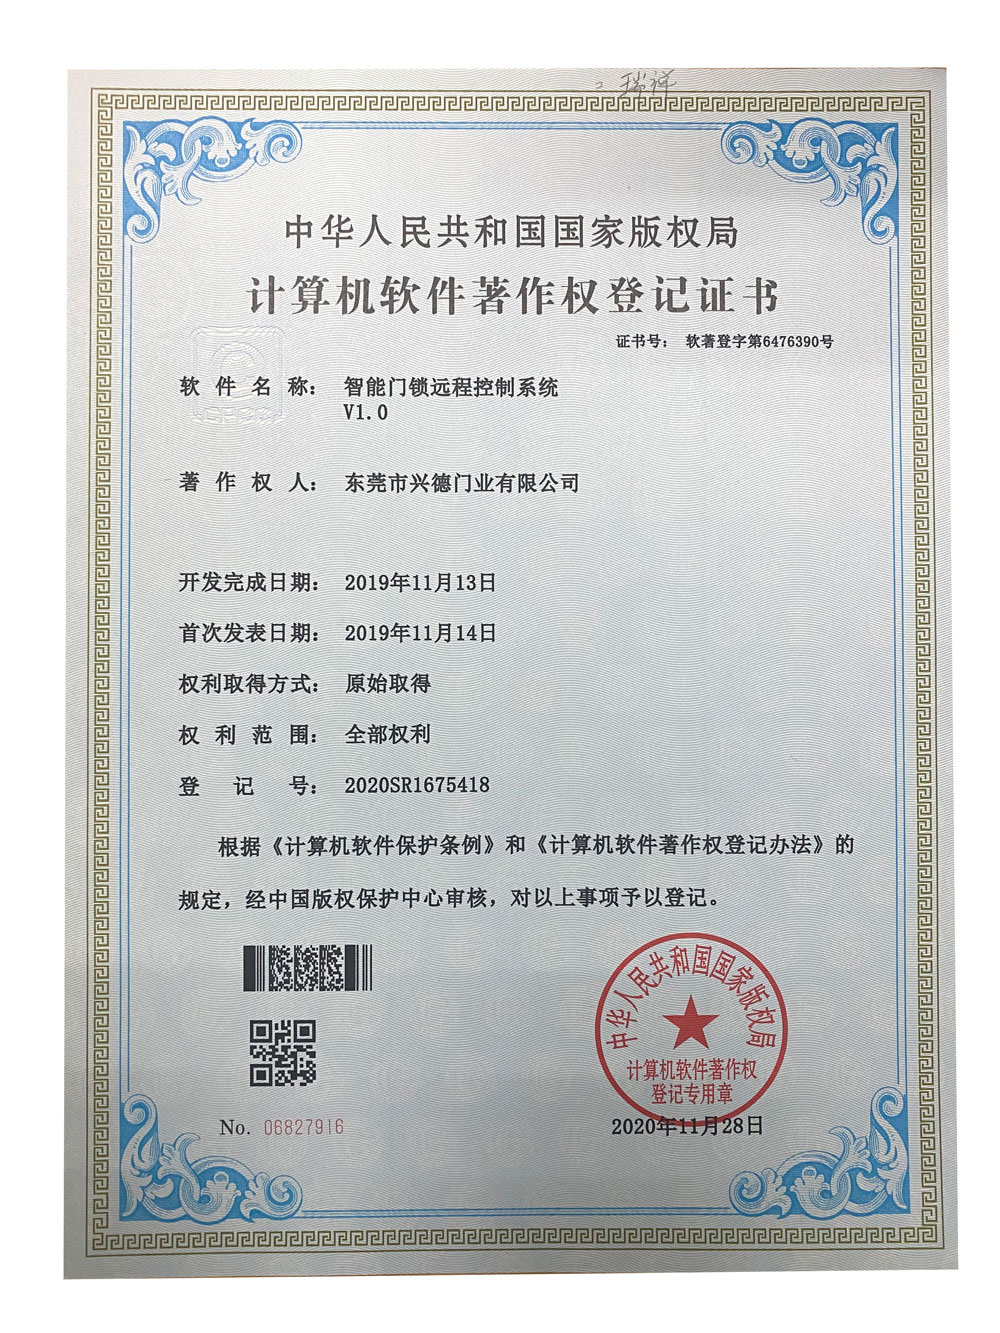 瑞祥
中华人民共和国国家版权局
计算机软件著作权登记证书
证书号： 软著登字第6476390号
软件名称： 智能门锁远程控制系统
V1.0
著作权人： 东莞市兴德门业有限公司
开发完成日期： 2019年11月13日
首次发表日期： 2019年11月14日
权利取得方式： 原始取得
权利范围： 全部权利
登记号： 2020SR1675418
根据《计算机软件保护条例》和《计算机软件著作权登记办法》的
规定，经中国版权保护中心审核，对以上事项予以登记。
中华人民共和国国家版权局
计算机软件著作权
登记专用章
No. 06827916
2020年11月28日